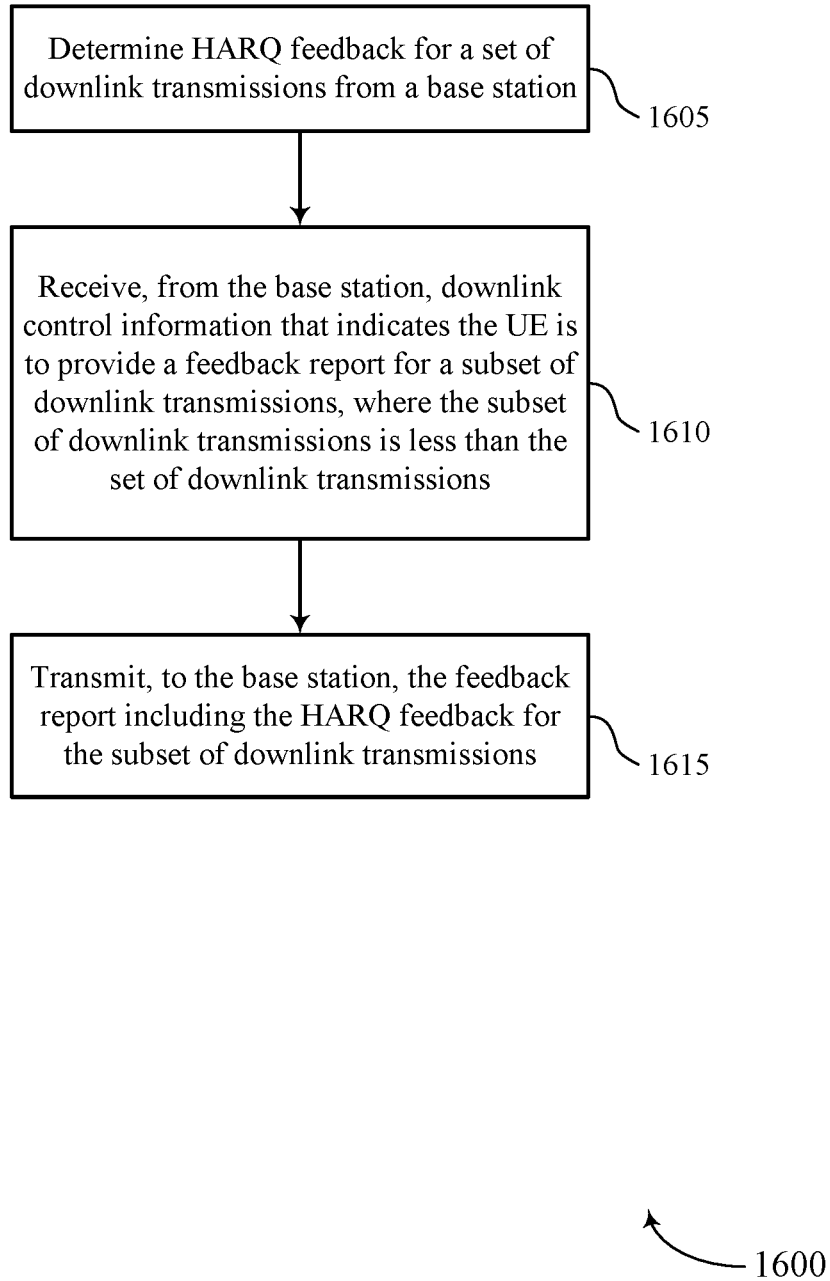 Determine HARQ feedback for a set of
downlink transmissions from a base station
1605
Receive, from the base station, downlink
control information that indicates the UE is
to provide a feedback report for a subset of
downlink transmissions, where the subset
of downlink transmissions is less than the
set of downlink transmissions
1610
Transmit, to the base station, the feedback
report including the HARQ feedback for
the subset of downlink transmissions
1615
1600